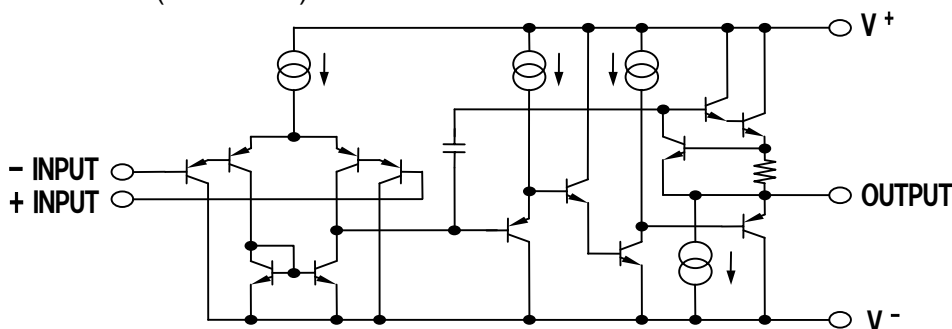 V+
- INPUT
+ INPUT
OUTPUT
V-